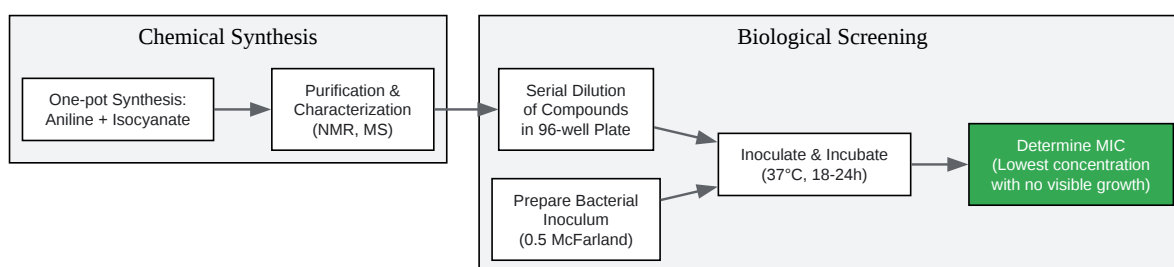 Chemical Synthesis
One-pot Synthesis:
Aniline + Isocyanate
Purification &
Characterization
(NMR, MS)
Biological Screening
Serial Dilution
of Compounds
in 96-well Plate
Prepare Bacterial
Inoculum
(0.5 McFarland)
Inoculate & Incubate
(37°C, 18-24h)
Determine MIC
(Lowest concentration
with no visible growth)